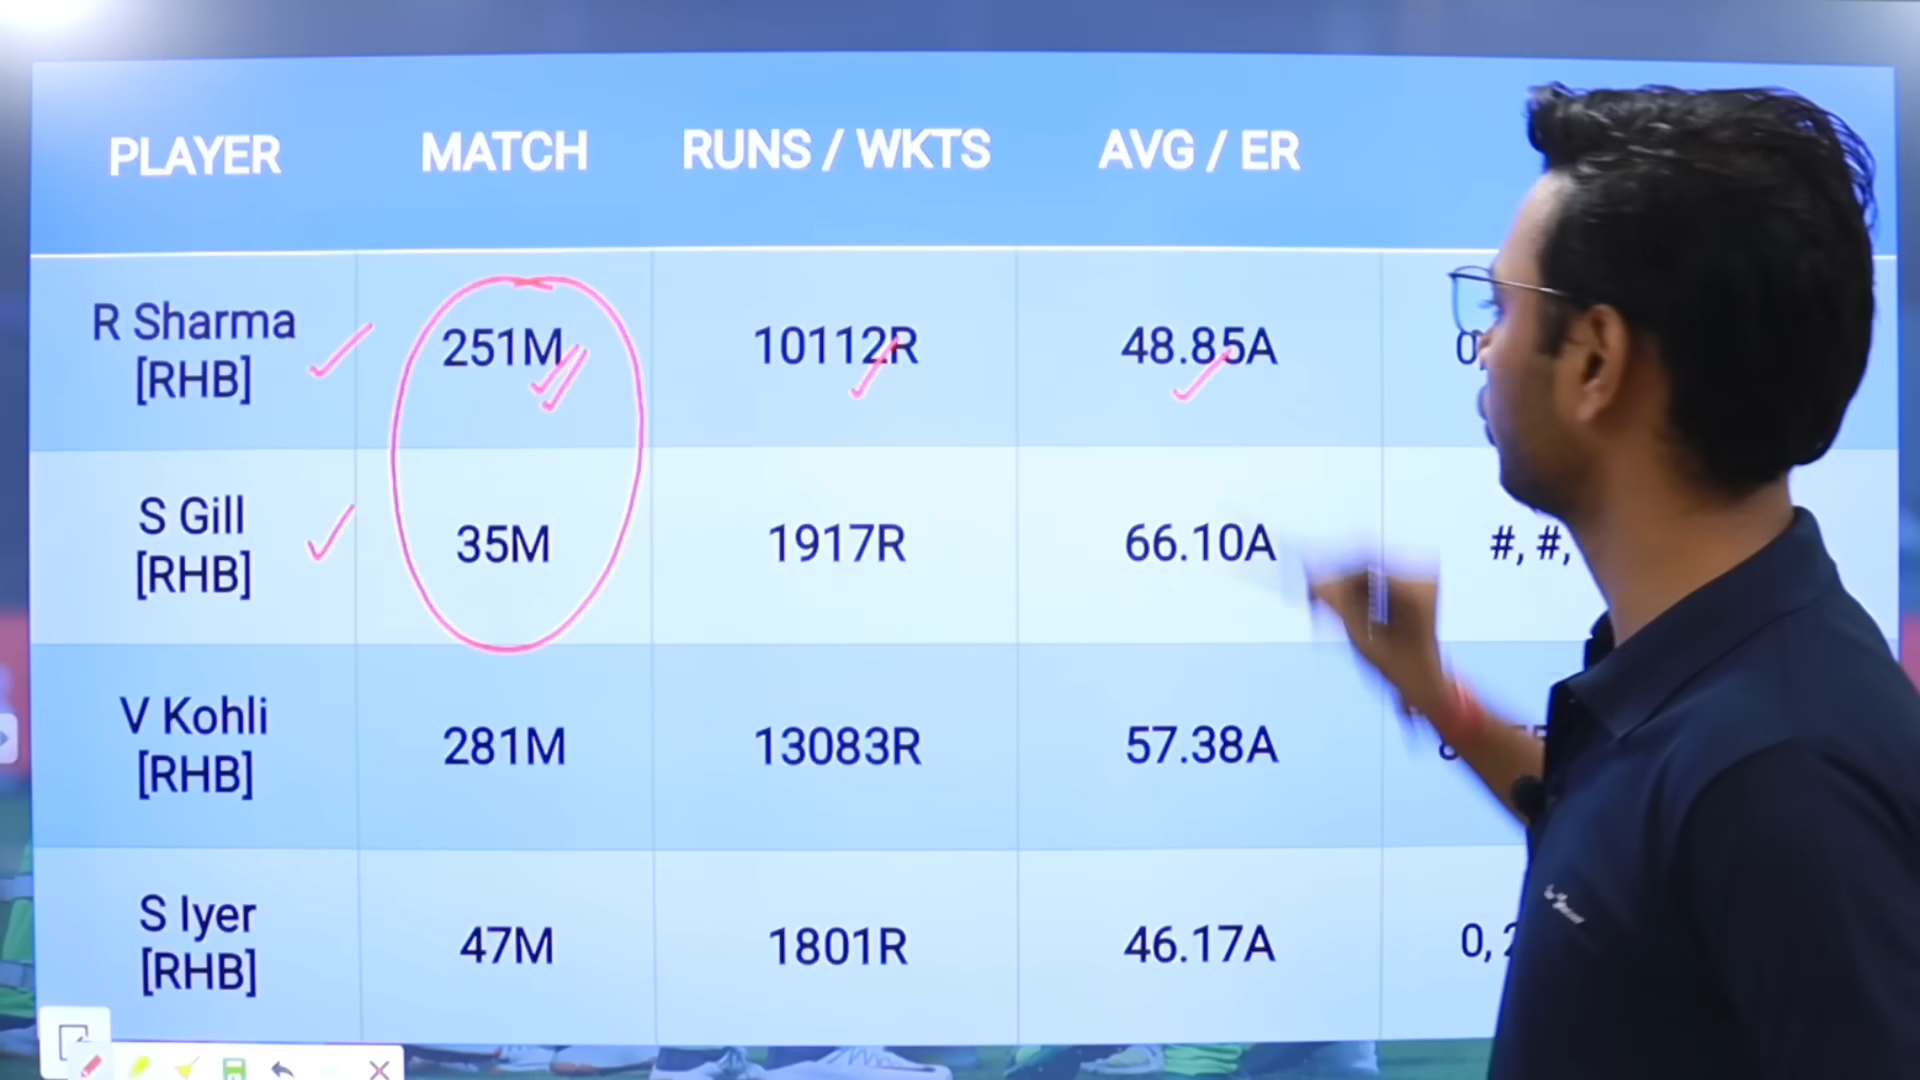 PLAYER MATCH RUNS / WKTS AVG / ER
R Sharma
[RHB] 251M 10112R 48.85A
S Gill
[RHB] 35M 1917R 66.10A #, #,
V Kohli
[RHB] 281M 13083R 57.38A
S Iyer
[RHB] 47M 1801R 46.17A 0,